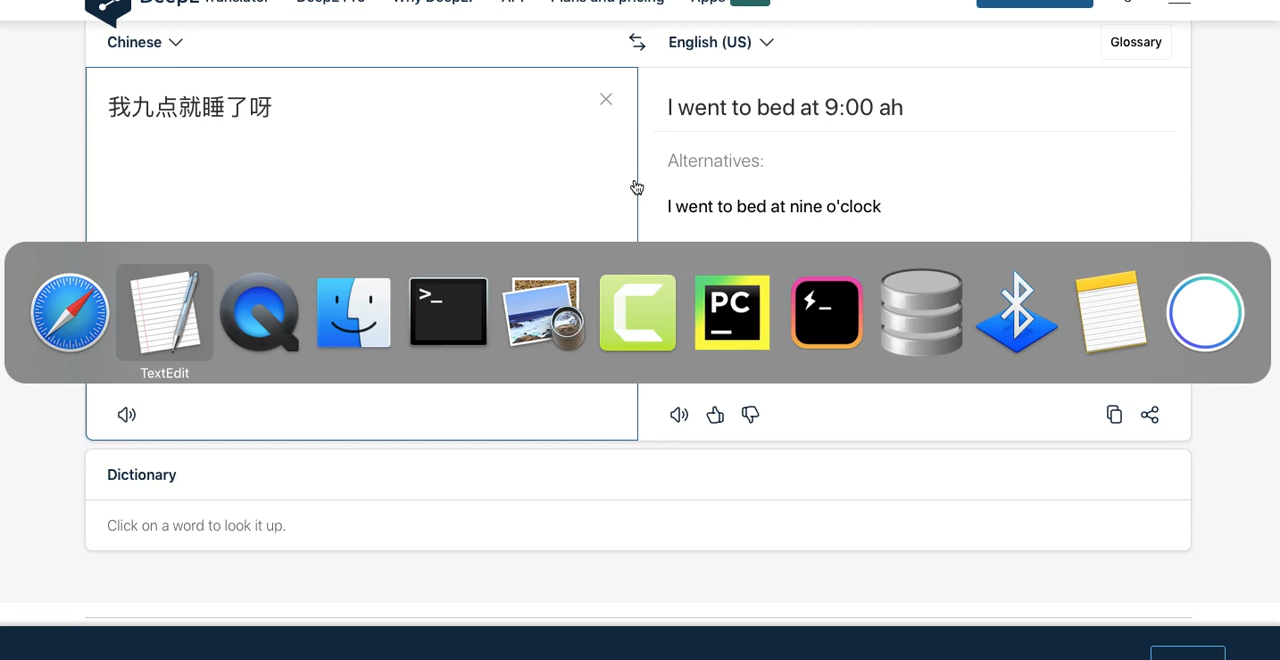 Chinese
English (US)
Glossary
我九点就睡了呀
I went to bed at 9:00 ah
Alternatives:
I went to bed at nine o'clock
>_
PC
TextEdit
Dictionary
Click on a word to look it up.